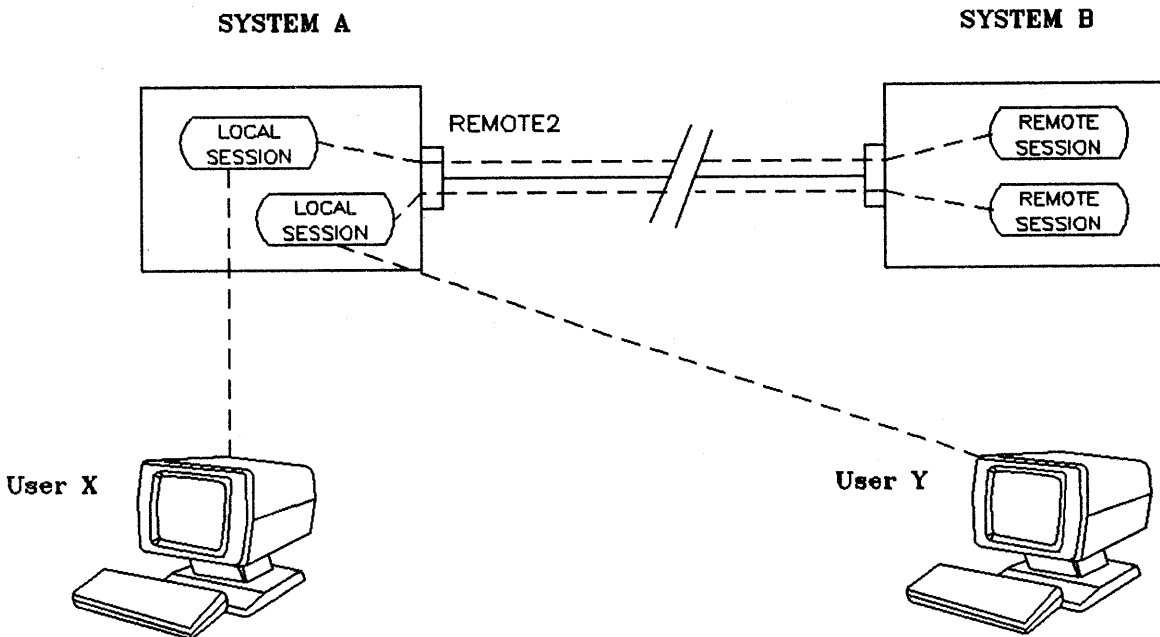 SYSTEM A
SYSTEM B
LOCAL
SESSION
REMOTE2
REMOTE
SESSION
LOCAL
SESSION
REMOTE
SESSION
User X
User Y